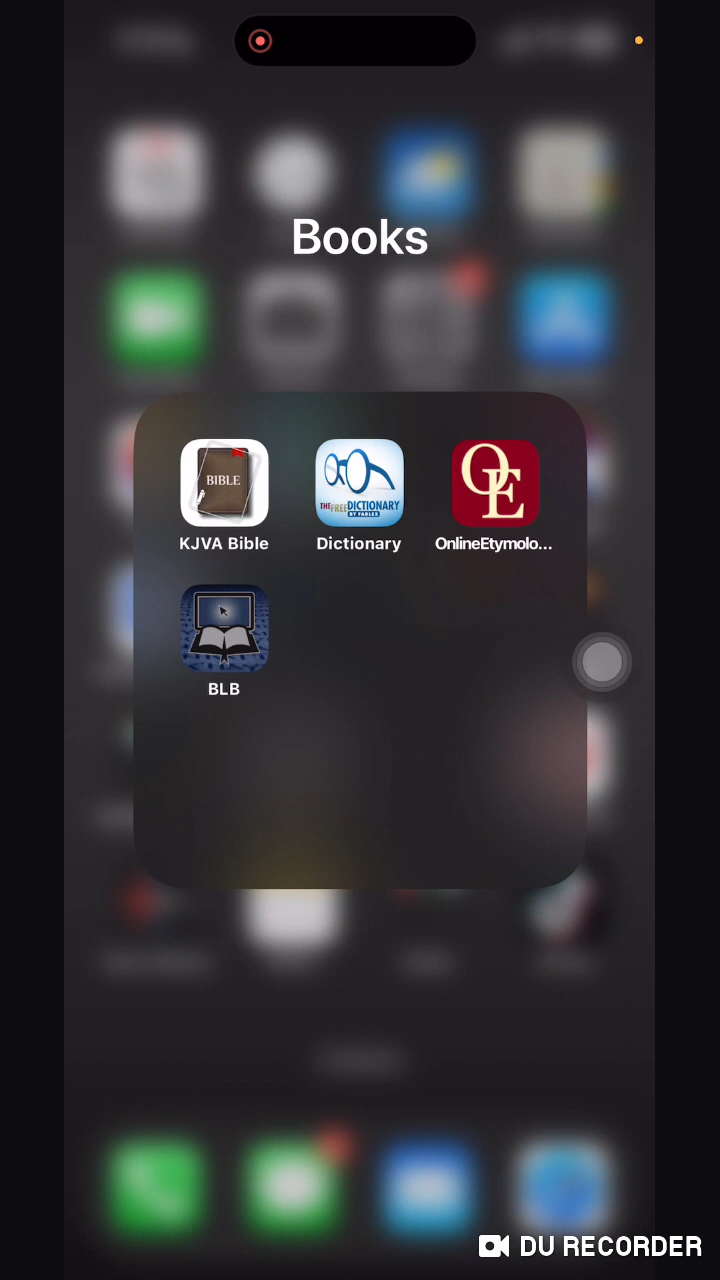 Books
BIBLE
THE FREE DICTIONARY
BY FARLEX
OE
KJVA Bible
Dictionary
OnlineEtymolo...
BLB
DU RECORDER